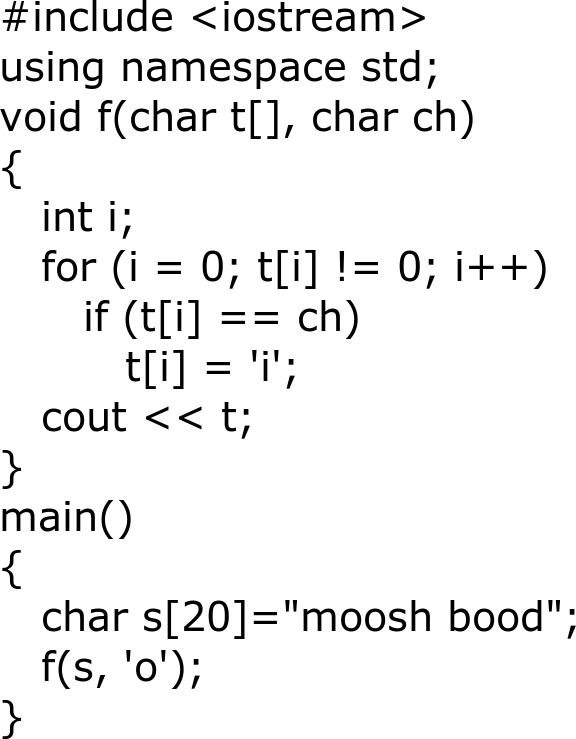 #include <iostream>
using namespace std;
void f(char t[], char ch)
{
   int i;
   for (i = 0; t[i] != 0; i++)
      if (t[i] == ch)
         t[i] = 'i';
   cout << t;
}
main()
{
   char s[20]="moosh bood";
   f(s, 'o');
}